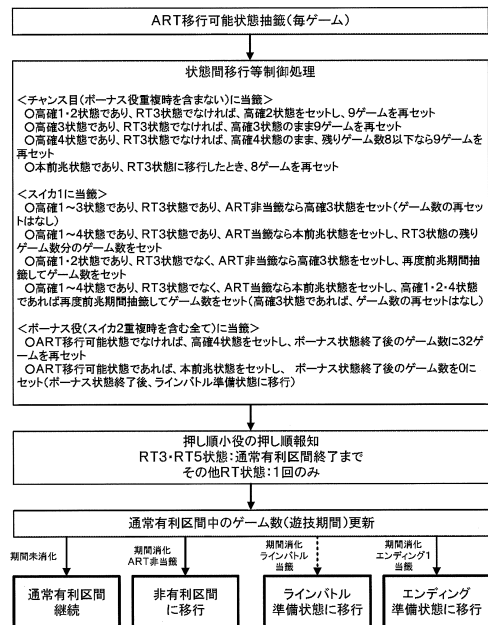 ART移行可能状態抽籤(毎ゲーム)
状態間移行等制御処理
<チャンス目(ボーナス役重複時を含まない)に当籤>
○高確1・2状態であり、RT3状態でなければ、高確2状態をセットし、9ゲームを再セット
○高確3状態であり、RT3状態でなければ、高確3状態のまま9ゲームを再セット
○高確4状態であり、RT3状態でなければ、高確4状態のまま、残りゲーム数8以下なら9ゲームを
再セット
○本前兆状態であり、RT3状態に移行したとき、8ゲームを再セット
<スイカ1に当籤>
○高確1~3状態であり、RT3状態であり、ART非当籤なら高確3状態をセット(ゲーム数の再セット
はなし)
○高確1~4状態であり、RT3状態であり、ART当籤なら本前兆状態をセットし、RT3状態の残り
ゲーム数分のゲーム数をセット
○高確1・2状態であり、RT3状態でなく、ART非当籤なら高確3状態をセットし、再度前兆期間抽
籤してゲーム数をセット
○高確1~4状態であり、RT3状態でなく、ART当籤なら本前兆状態をセットし、高確1・2・4状態
であれば再度前兆期間抽籤してゲーム数をセット(高確3状態であれば、ゲーム数の再セットはなし)
<ボーナス役(スイカ2重複時を含む全て)に当籤>
○ART移行可能状態でなければ、高確4状態をセットし、ボーナス状態終了後のゲーム数に32ゲ
ームを再セット
○ART移行可能状態であれば、本前兆状態をセットし、 ボーナス状態終了後のゲーム数を0に
セット(ボーナス状態終了後、ラインバトル準備状態に移行)
押し順小役の押し順報知
RT3・RT5状態:通常有利区間終了まで
その他RT状態:1回のみ
通常有利区間中のゲーム数(遊技期間)更新
期間未消化
期間消化
ART非当籤
期間消化
ラインバトル
当籤
期間消化
エンディング1
当籤
通常有利区間
継続
非有利区間
に移行
ラインバトル
準備状態に移行
エンディング
準備状態に移行